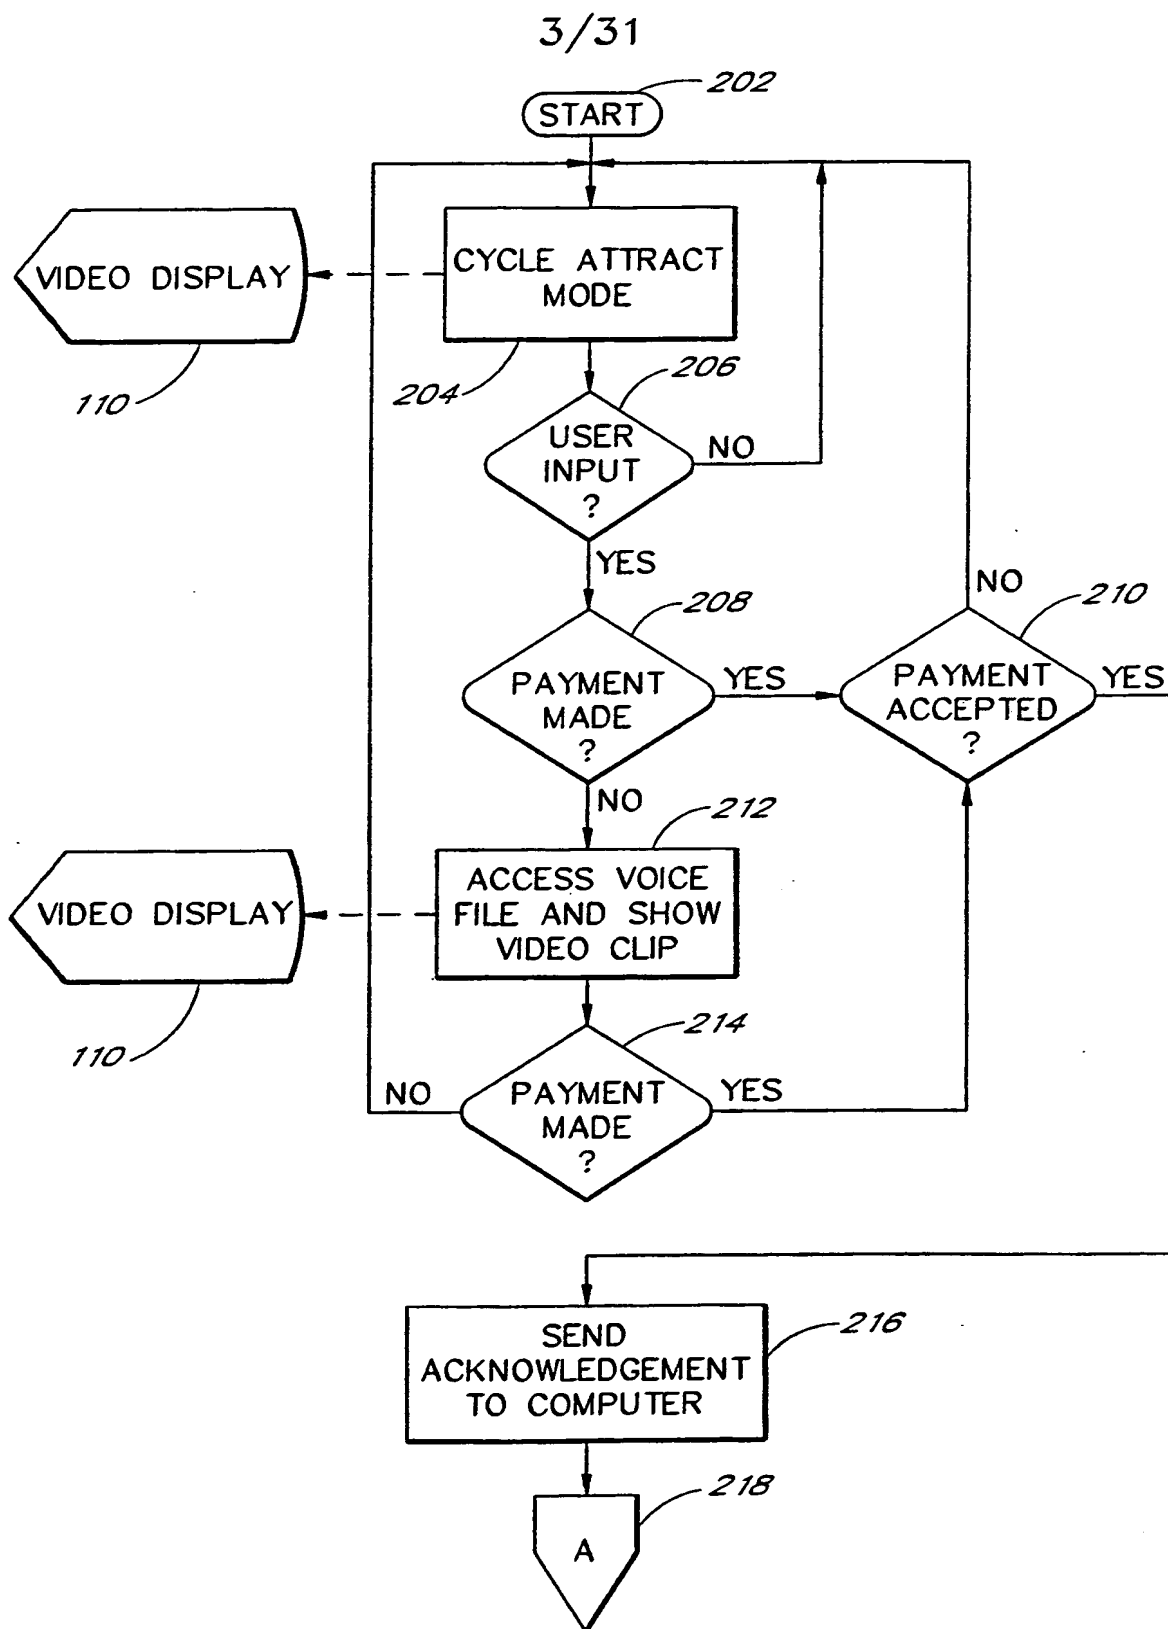 3/31
202
START
VIDEO DISPLAY
110
CYCLE ATTRACT
MODE
204
206
USER
INPUT
?
NO
YES
208
PAYMENT
MADE
?
YES
NO
210
PAYMENT
ACCEPTED
?
NO
YES
212
ACCESS VOICE
FILE AND SHOW
VIDEO CLIP
VIDEO DISPLAY
110
214
PAYMENT
MADE
?
NO
YES
SEND
ACKNOWLEDGEMENT
TO COMPUTER
216
218
A